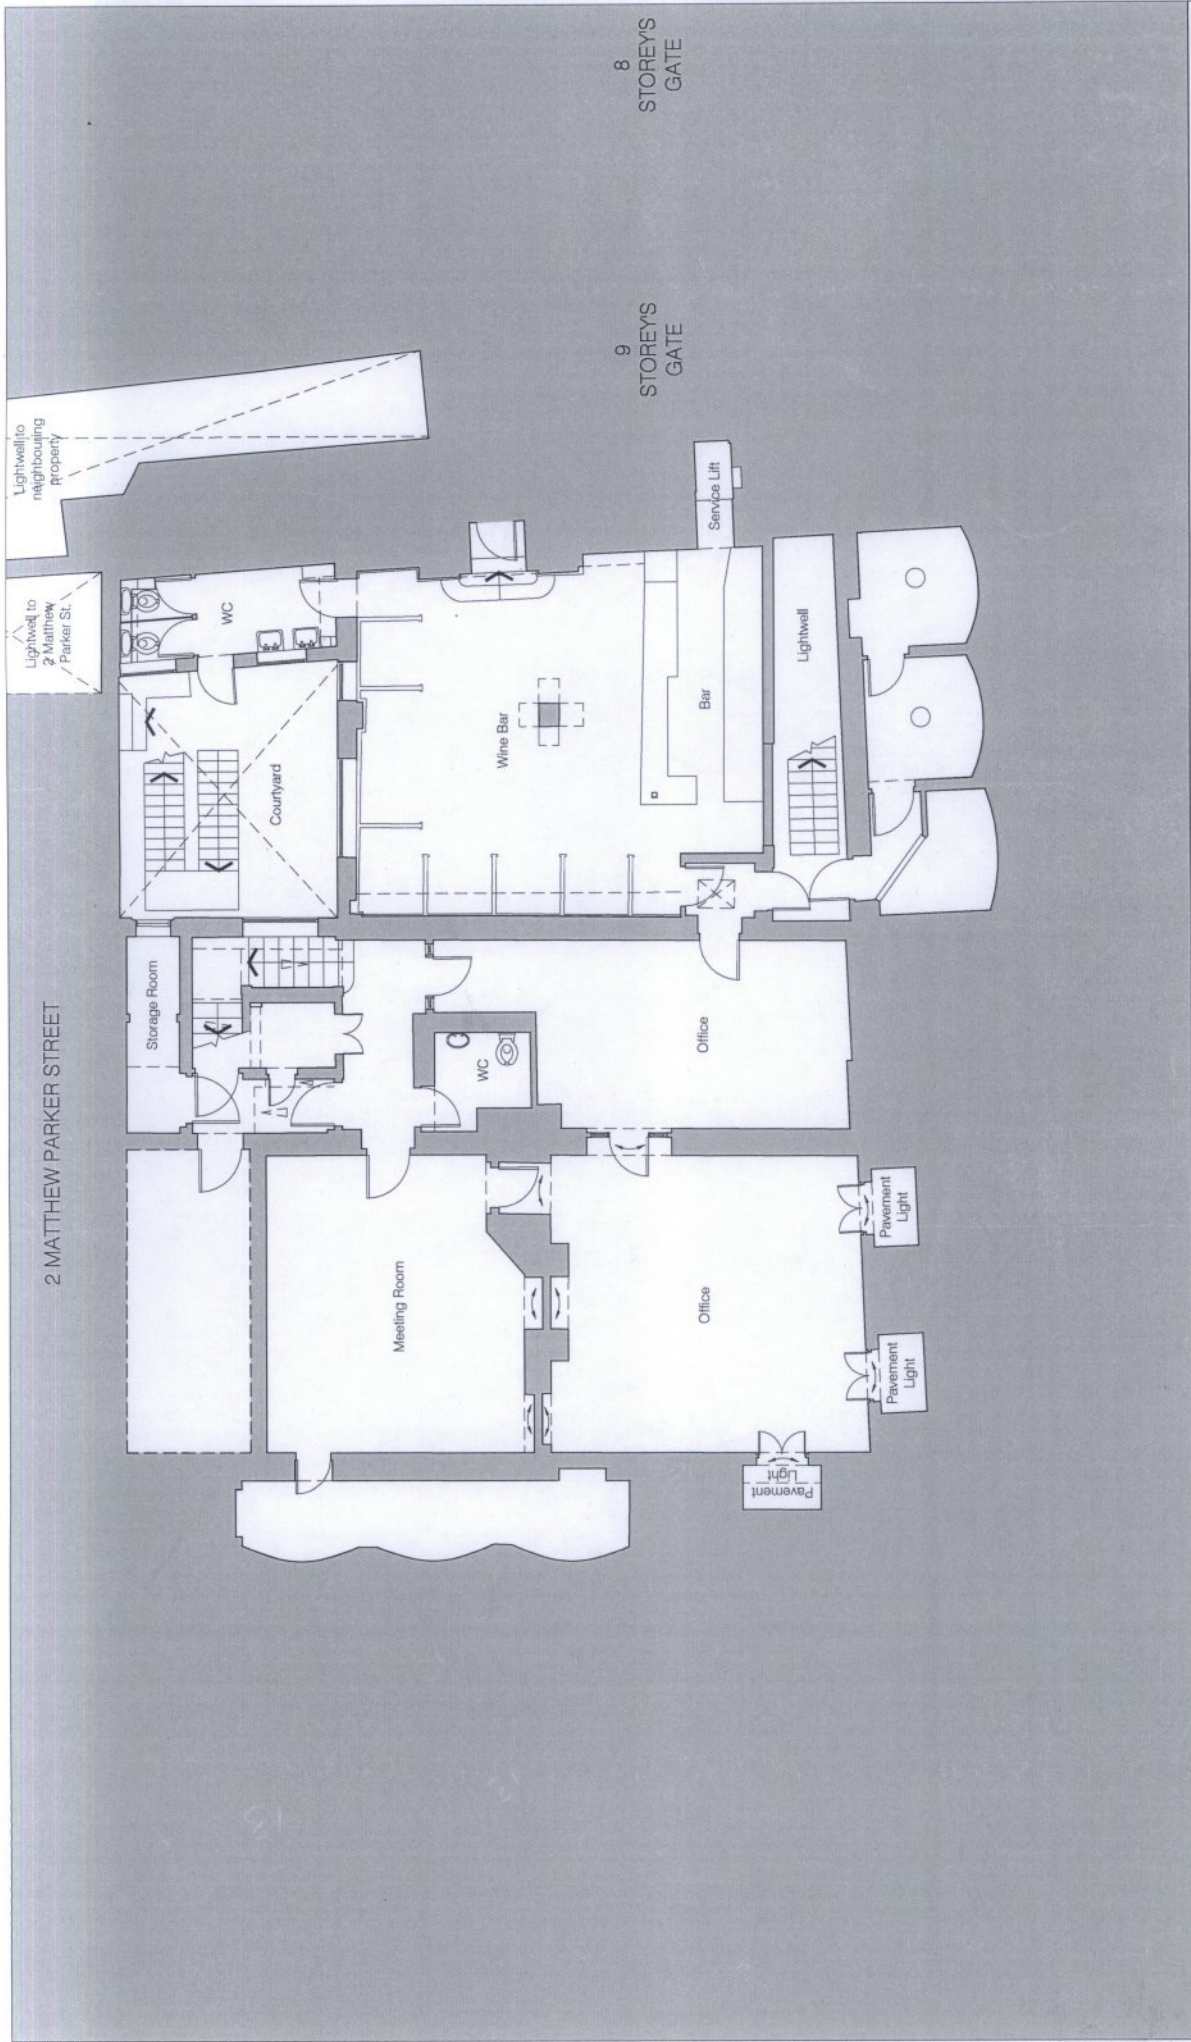 2 MATTHEW PARKER STREET
8
STOREY'S
GATE
9
STOREY'S
GATE
Lightwell to
neighbouring
property
Lightwell to
2 Matthew
Parker St.
WC
Courtyard
Storage Room
Wine Bar
Bar
Service Lift
Lightwell
WC
Office
Meeting Room
Office
Pavement
Light
Pavement
Light
Pavement
Light